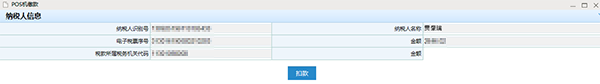 POS机缴款
纳税人信息
纳税人识别号 纳税人名称
电子税票序号 金额
税款所属税务机关代码 金额
扣款